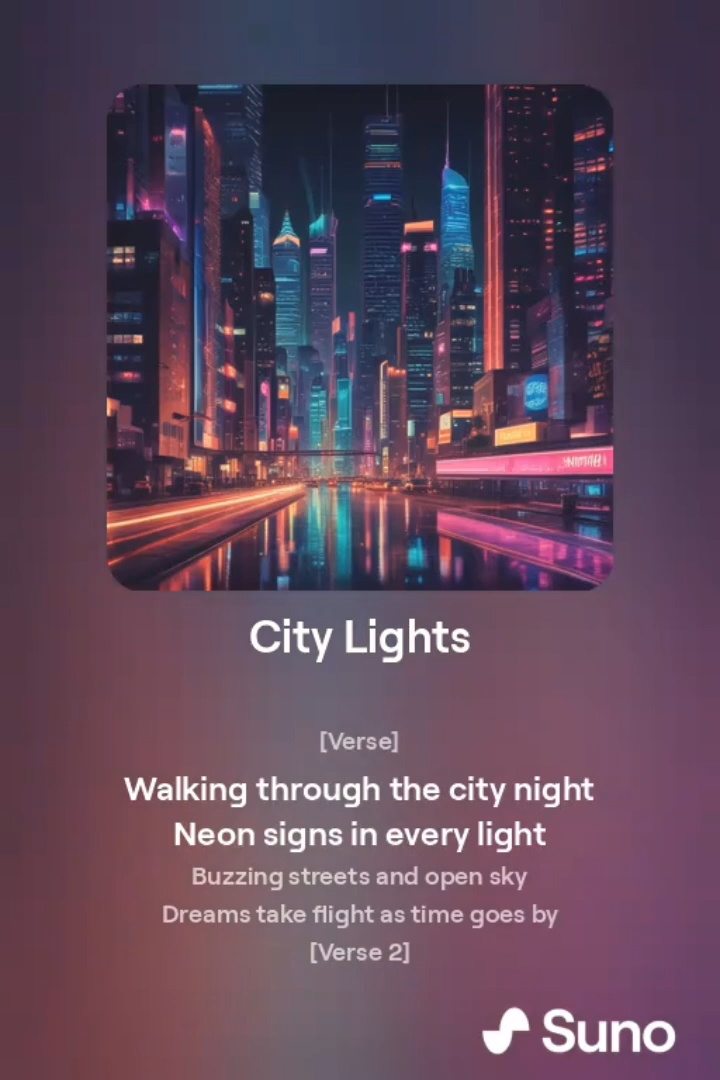 City Lights
[Verse]
Walking through the city night
Neon signs in every light
Buzzing streets and open sky
Dreams take flight as time goes by
[Verse 2]
Suno